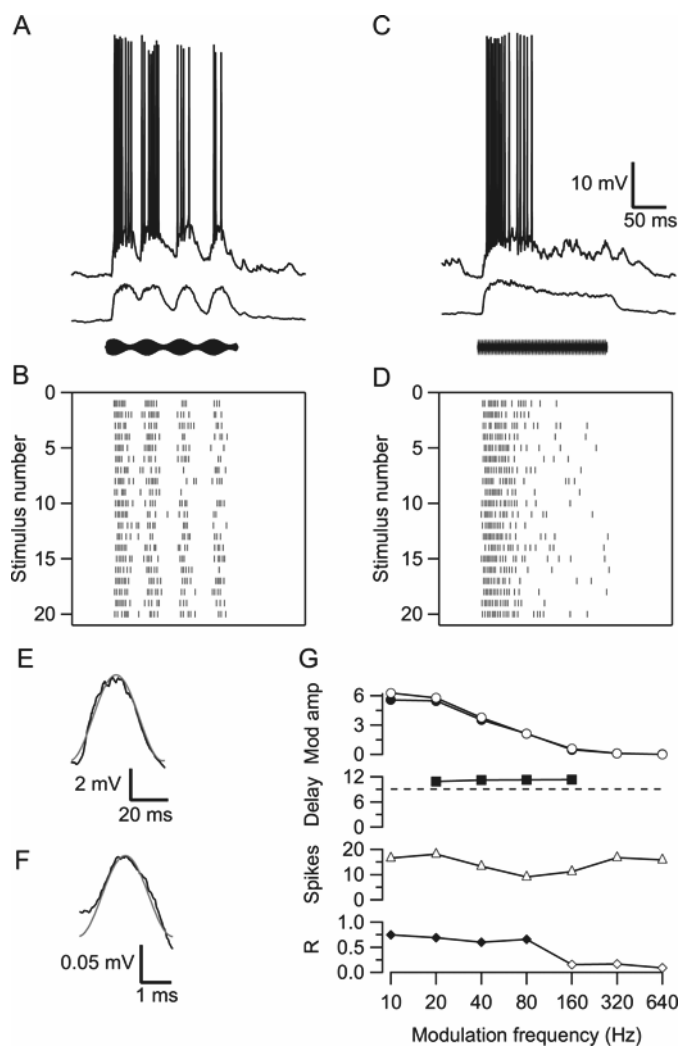 A
C
10 mV
50 ms
B
D
0
5
10
15
20
Stimulus number
0
5
10
15
20
Stimulus number
E
2 mV
20 ms
F
0.05 mV
1 ms
G
6
3
0
Mod amp
12
6
0
Delay
20
10
0
Spikes
1.0
0.5
0.0
R
10 20 40 80 160 320 640
Modulation frequency (Hz)